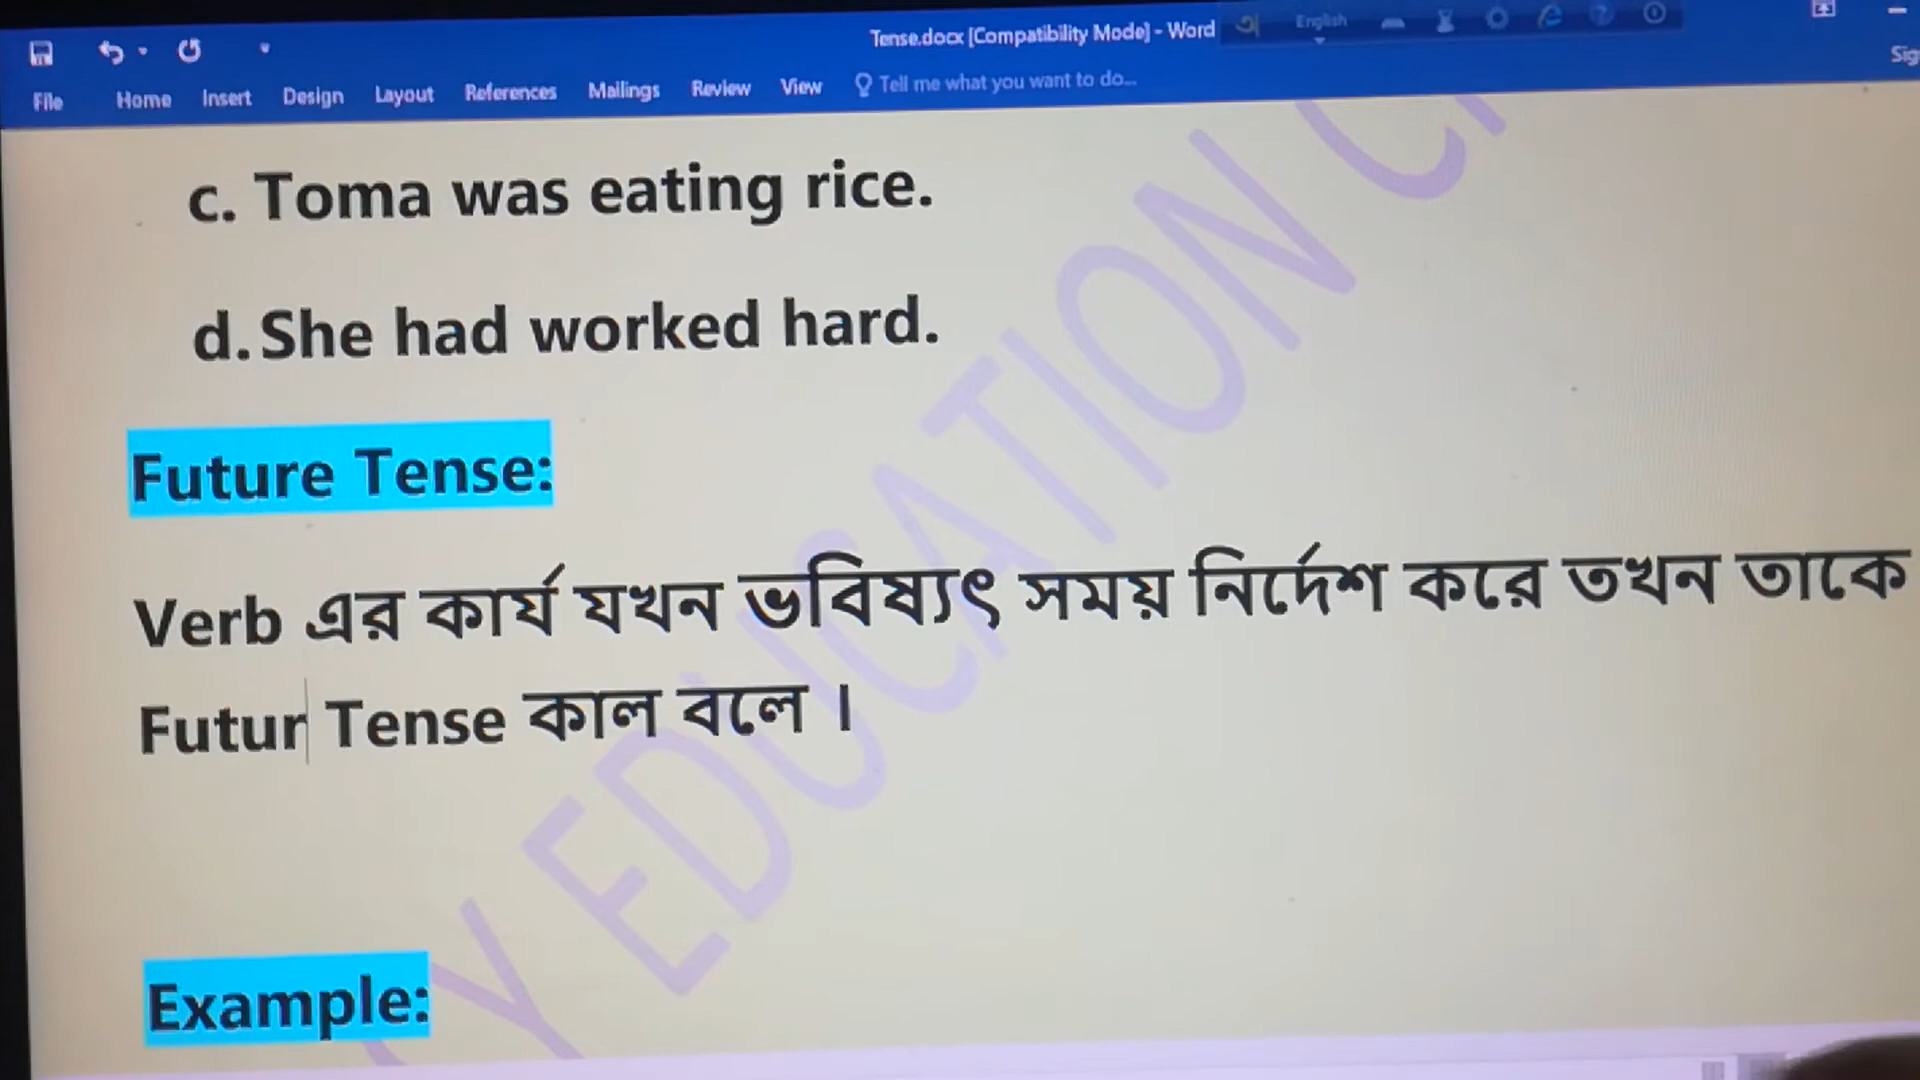 Tense.docx [Compatibility Mode] - Word
English
File Home Insert Design Layout References Mailings Review View Tell me what you want to do...
c. Toma was eating rice.
d. She had worked hard.
Future Tense:
Verb এর কার্য যখন ভবিষ্যৎ সময় নির্দেশ করে তখন তাকে
Futur Tense কাল বলে ।
Example:
Y EDUCATION